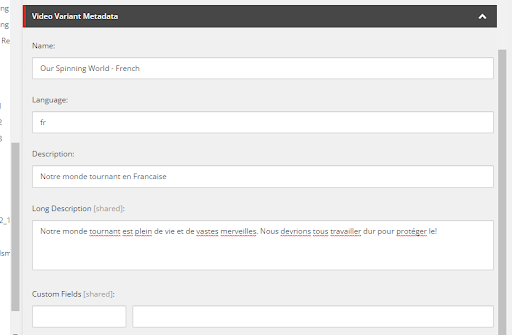 ng
ng
Re
Video Variant Metadata
Name:
Our Spinning World - French
Language:
fr
Description:
Notre monde tournant en Francaise
Long Description [shared]:
Notre monde tournant est plein de vie et de vastes merveilles. Nous devrions tous travailler dur pour protéger le!
2_1
ism
Custom Fields [shared]: